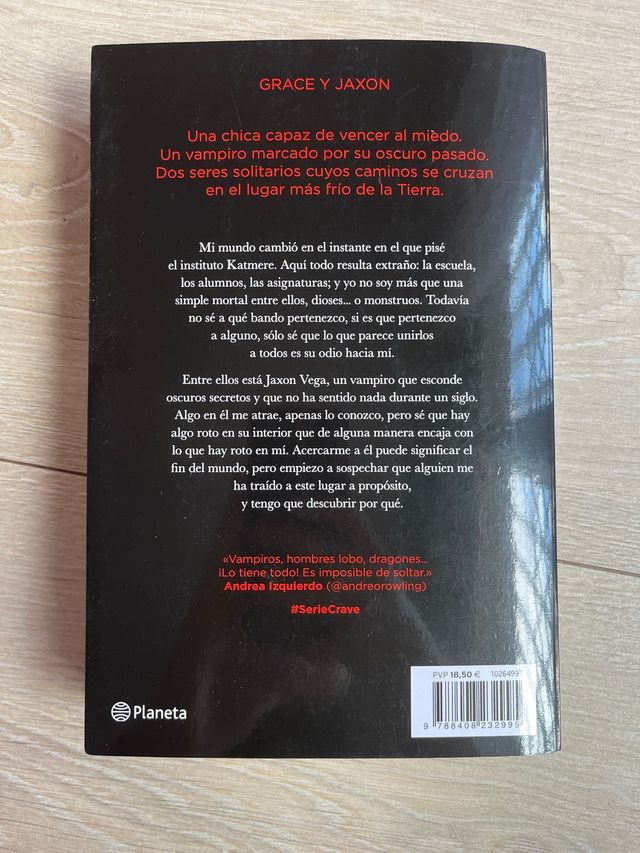 GRACE Y JAXON
Una chica capaz de vencer al miedo.
Un vampiro marcado por su oscuro pasado.
Dos seres solitarios cuyos caminos se cruzan
en el lugar más frío de la Tierra.
Mi mundo cambió en el instante en el que pisé
el instituto Katmere. Aquí todo resulta extraño: la escuela,
los alumnos, las asignaturas; y yo no soy más que una
simple mortal entre ellos, dioses... o monstruos. Todavía
no sé a qué bando pertenezco, si es que pertenezco
a alguno, sólo sé que lo que parece unirlos
a todos es su odio hacia mí.
Entre ellos está Jaxon Vega, un vampiro que esconde
oscuros secretos y que no ha sentido nada durante un siglo.
Algo en él me atrae, apenas lo conozco, pero sé que hay
algo roto en su interior que de alguna manera encaja con
lo que hay roto en mí. Acercarme a él puede significar el
fin del mundo, pero empiezo a sospechar que alguien me
ha traído a este lugar a propósito,
y tengo que descubrir por qué.
«Vampiros, hombres lobo, dragones...
¡Lo tiene todo! Es imposible de soltar.»
Andrea Izquierdo (@andreorowling)
#SerieCrave
PVP 18,50 € 1026499
Planeta
9 788408 232995